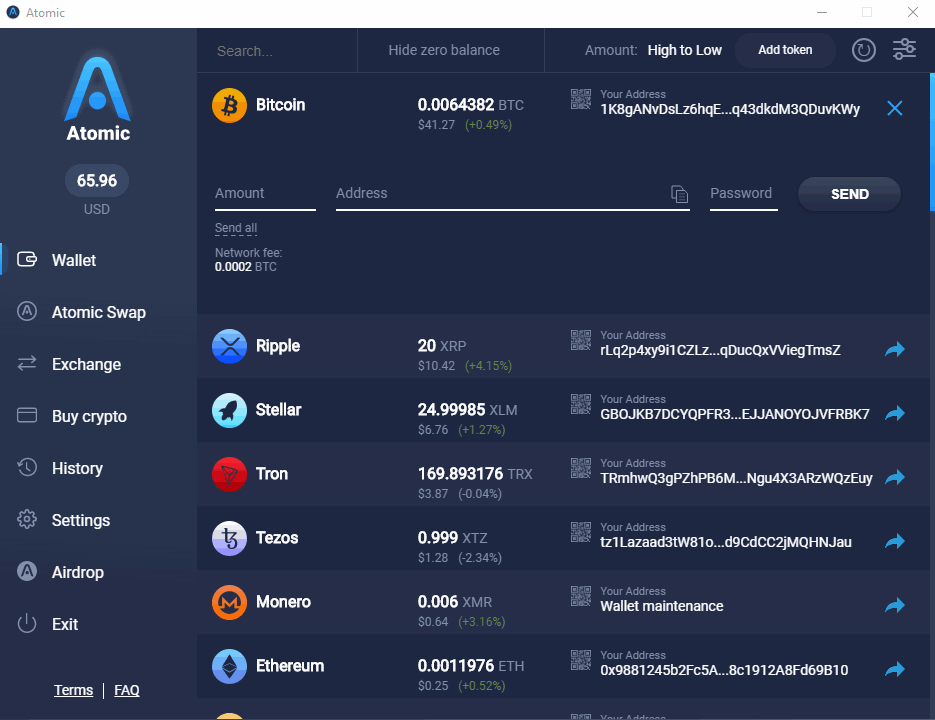 Atomic
Search...
Hide zero balance
Amount: High to Low
Add token
Atomic
65.96
USD
Wallet
Atomic Swap
Exchange
Buy crypto
History
Settings
Airdrop
Exit
Terms | FAQ
Bitcoin
0.0064382 BTC
$41.27 (+0.49%)
Your Address
1K8gANvDsLz6hqE...q43dkdM3QDuvKWy
Amount
Address
Password
SEND
Send all
Network fee:
0.0002 BTC
Ripple
20 XRP
$10.42 (+4.15%)
Your Address
rLq2p4xy9i1CZLz...qDucQxVViegTmsZ
Stellar
24.99985 XLM
$6.76 (+1.27%)
Your Address
GBOJKB7DCYQPFR3...EJJANOYOJVFRBK7
Tron
169.893176 TRX
$3.87 (-0.04%)
Your Address
TRmhwQ3gPZhPB6M...Ngu4X3ARzWQzEuy
Tezos
0.999 XTZ
$1.28 (-2.34%)
Your Address
tz1Lazaad3tW81o...d9CdCC2jMQHNJau
Monero
0.006 XMR
$0.64 (+3.16%)
Your Address
Wallet maintenance
Ethereum
0.0011976 ETH
$0.25 (+0.52%)
Your Address
0x9881245b2Fc5A...8c1912A8Fd69B10